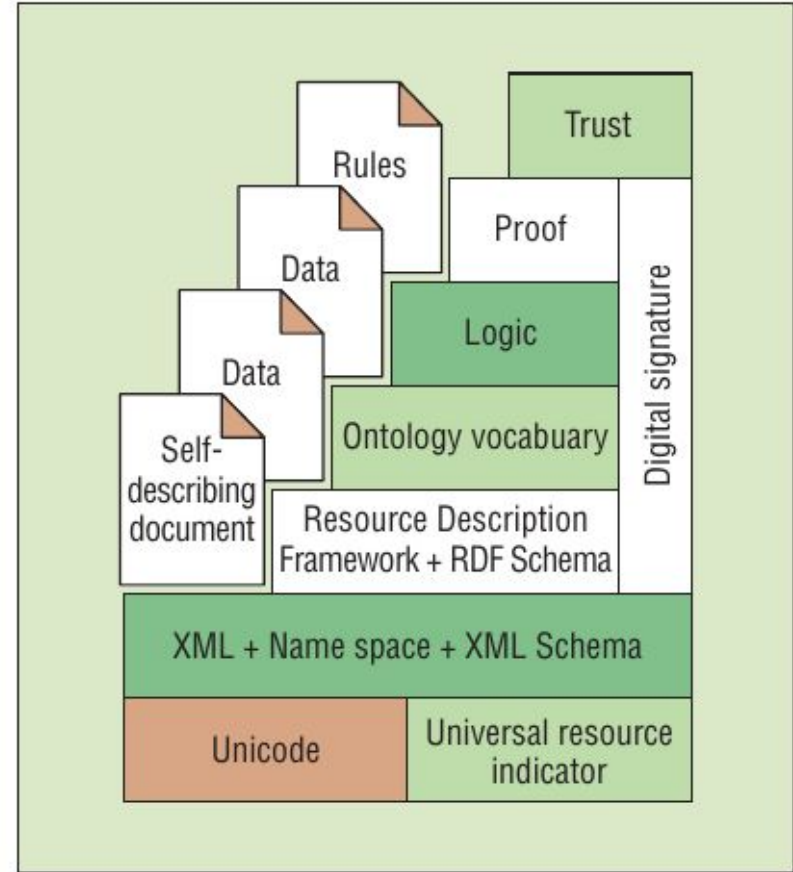 Trust
Rules
Proof
Data
Logic
Data
Ontology vocabuary
Self-
describing
document
Resource Description
Framework + RDF Schema
Digital signature
XML + Name space + XML Schema
Unicode
Universal resource
indicator